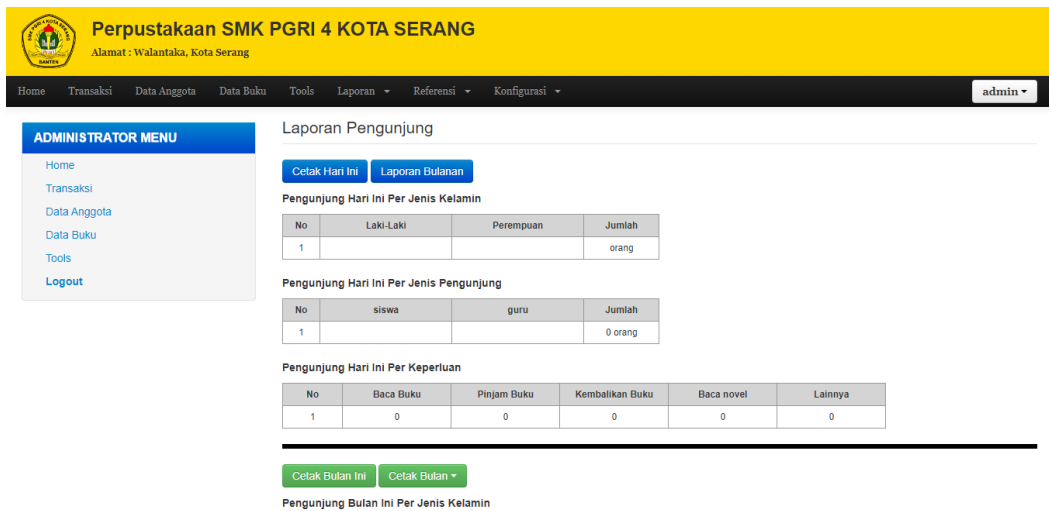 Perpustakaan SMK PGRI 4 KOTA SERANG
Alamat : Walantaka, Kota Serang
BANTEN
Home Transaksi Data Anggota Data Buku Tools Laporan Referensi Konfigurasi admin
ADMINISTRATOR MENU
Home
Transaksi
Data Anggota
Data Buku
Tools
Logout
Laporan Pengunjung
Cetak Hari Ini Laporan Bulanan
Pengunjung Hari Ini Per Jenis Kelamin
No Laki-Laki Perempuan Jumlah
1 orang
Pengunjung Hari Ini Per Jenis Pengunjung
No siswa guru Jumlah
1 0 orang
Pengunjung Hari Ini Per Keperluan
No Baca Buku Pinjam Buku Kembalikan Buku Baca novel Lainnya
1 0 0 0 0 0
Cetak Bulan Ini Cetak Bulan
Pengunjung Bulan Ini Per Jenis Kelamin